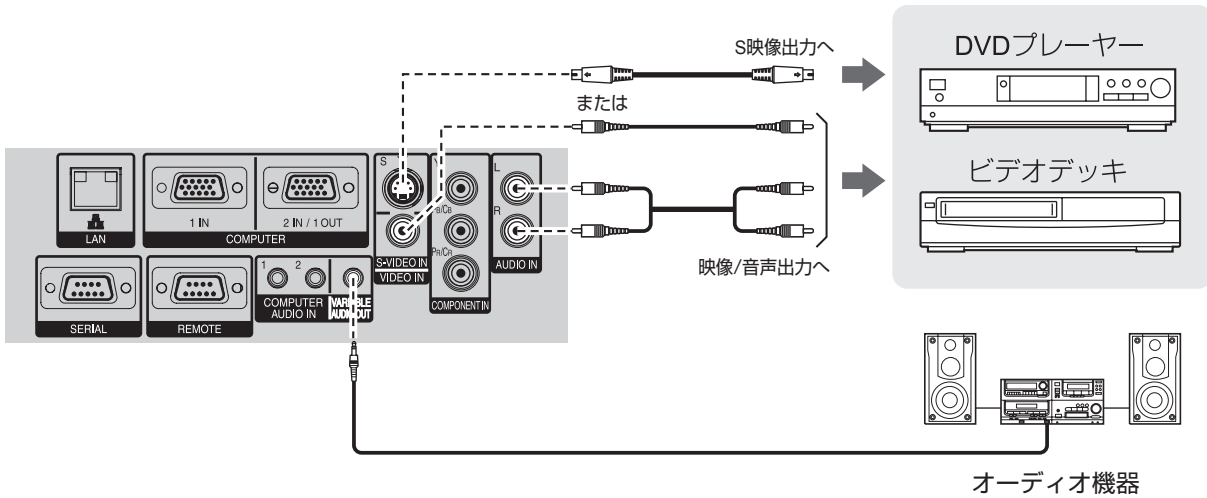 S映像出力へ
または
DVDプレーヤー
ビデオデッキ
映像/音声出力へ
LAN
1 IN
2 IN / 1 OUT
COMPUTER
S
S-VIDEO IN
VIDEO IN
Y
PB/CB
PR/CR
COMPONENT IN
L
R
AUDIO IN
SERIAL
REMOTE
1 2
COMPUTER
AUDIO IN
VARIABLE
AUDIO OUT
オーディオ機器